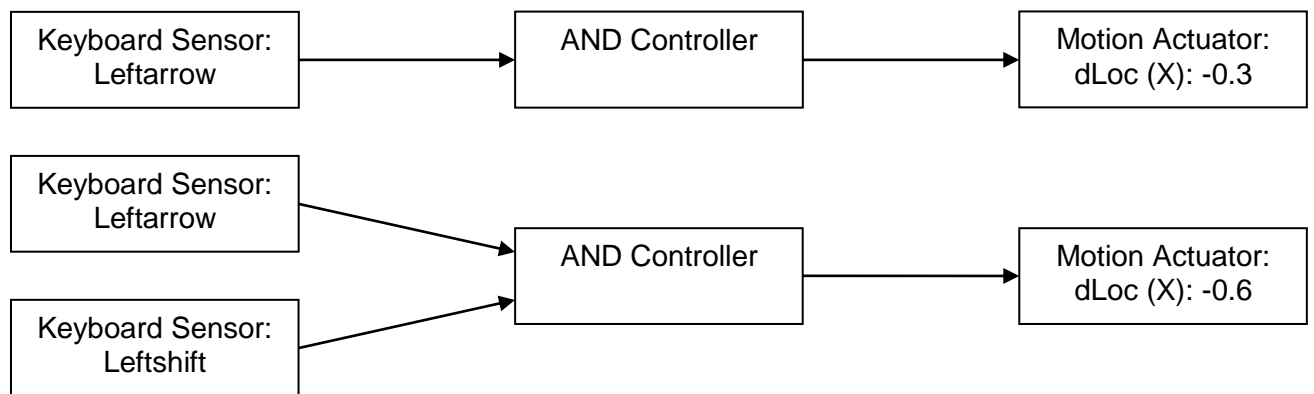 Keyboard Sensor:
Leftarrow
AND Controller
Motion Actuator:
dLoc (X): -0.3
Keyboard Sensor:
Leftarrow
Keyboard Sensor:
Leftshift
AND Controller
Motion Actuator:
dLoc (X): -0.6